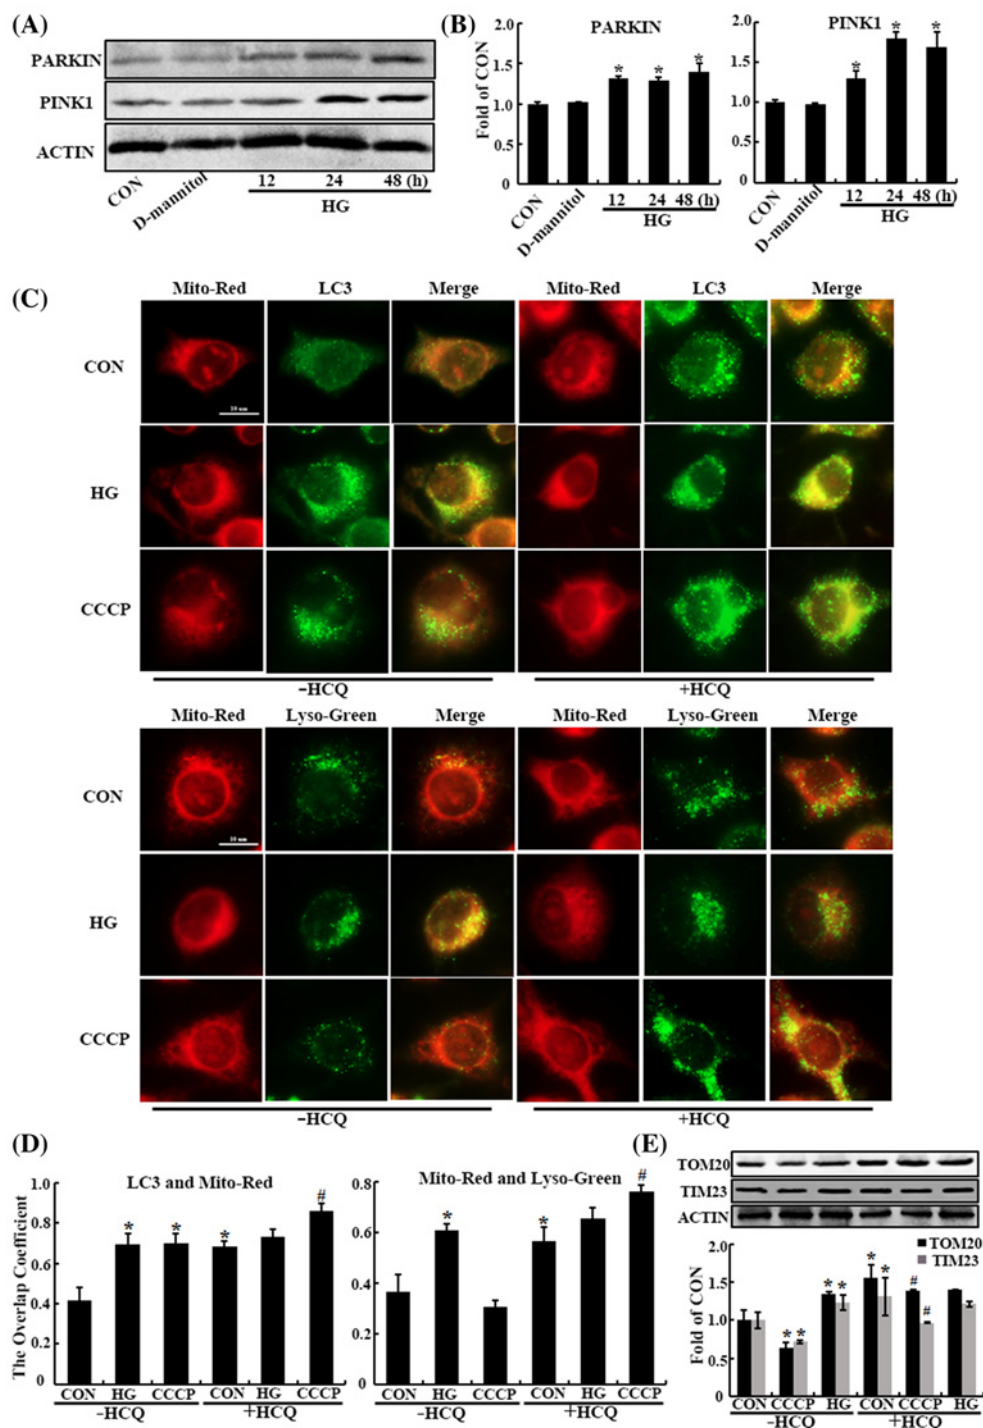 (A)
PARKIN
PINK1
ACTIN
CON
D-mannitol
12 24 48 (h)
HG
(B)
PARKIN
Fold of CON
2.0
1.5
1.0
0.5
0
CON
D-mannitol
12 24 48 (h)
HG
PINK1
2.0
1.5
1.0
0.5
0
CON
D-mannitol
12 24 48 (h)
HG
(C)
Mito-Red LC3 Merge Mito-Red LC3 Merge
CON
HG
CCCP
−HCQ +HCQ
Mito-Red Lyso-Green Merge Mito-Red Lyso-Green Merge
CON
HG
CCCP
−HCQ +HCQ
(D)
LC3 and Mito-Red
The Overlap Coefficient
1.0
0.8
0.6
0.4
0.2
0
* * * #
CON HG CCCP CON HG CCCP
−HCQ +HCQ
Mito-Red and Lyso-Green
0.8
0.6
0.4
0.2
0
* * #
CON HG CCCP CON HG CCCP
−HCQ +HCQ
(E)
TOM20
TIM23
ACTIN
TOM20
TIM23
Fold of CON
2.0
1.5
1.0
0.5
0
* * * * * * # #
CON CCCP HG CON CCCP HG
−HCQ +HCQ